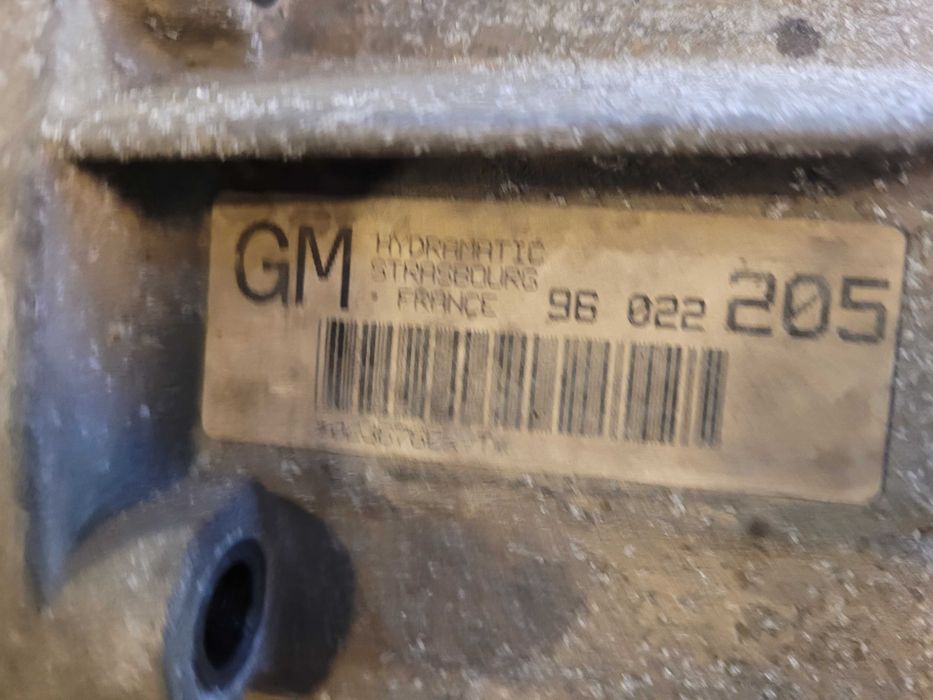 GM
HYDRAMATIC
STRASBOURG
FRANCE
96 022 205